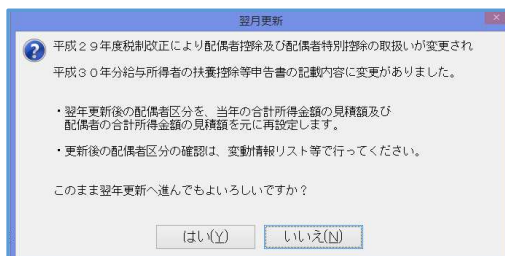 翌月更新
平成29年度税制改正により配偶者控除及び配偶者特別控除の取扱いが変更され
平成30年分給与所得者の扶養控除等申告書の記載内容に変更がありました。
・翌年更新後の配偶者区分を、当年の合計所得金額の見積額及び
配偶者の合計所得金額の見積額を元に再設定します。
・更新後の配偶者区分の確認は、変動情報リスト等で行ってください。
このまま翌年更新へ進んでもよろしいですか？
はい(Y)
いいえ(N)